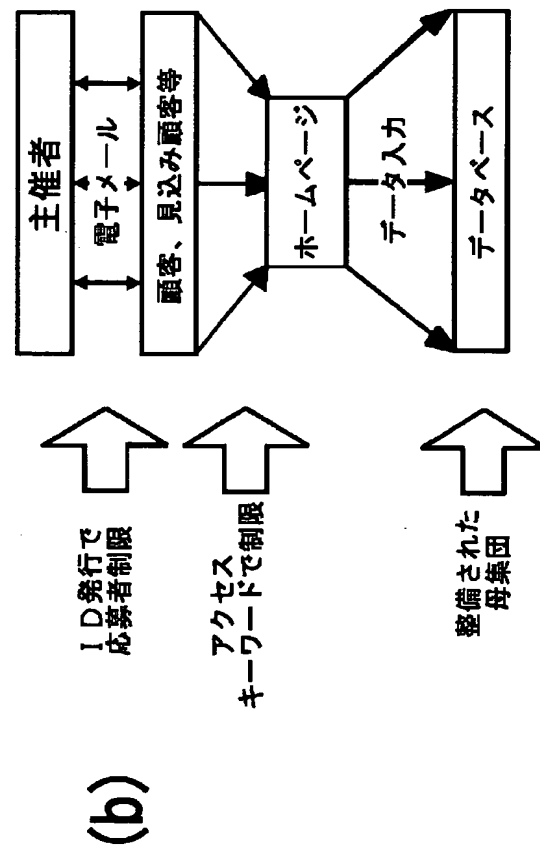 (b)
ID発行で
応募者制限
アクセス
キーワードで制限
整備された
母集団
主催者
電子メール
顧客、見込み顧客等
ホームページ
データ入力
データベース